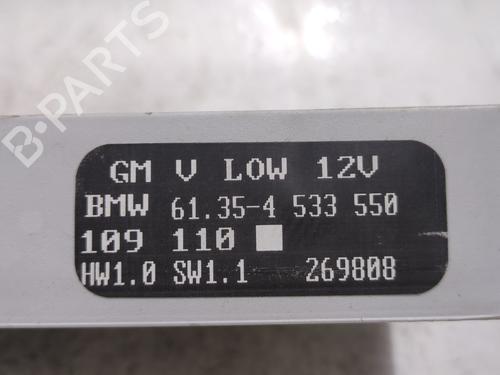 GM V LOW 12V
BMW 61.35-4 533 550
109 110
HW1.0 SW1.1 269808
B-PARTS